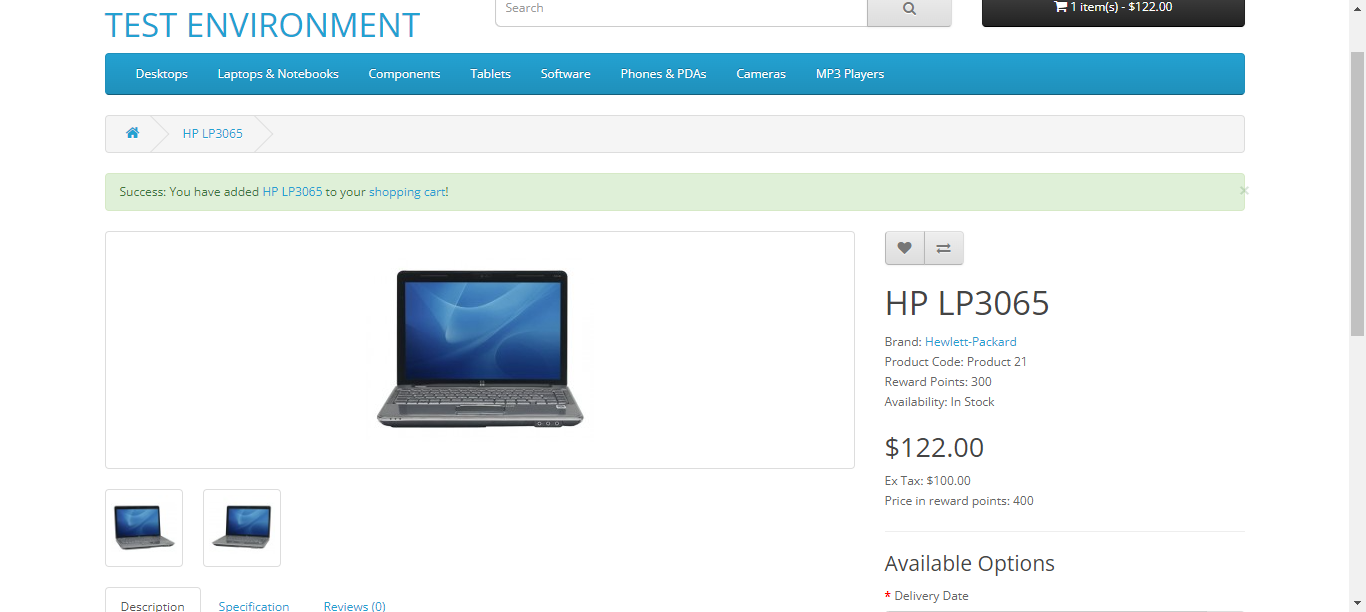 TEST ENVIRONMENT
Search
1 item(s) - $122.00
Desktops Laptops & Notebooks Components Tablets Software Phones & PDAs Cameras MP3 Players
HP LP3065
Success: You have added HP LP3065 to your shopping cart!
×
HP LP3065
Brand: Hewlett-Packard
Product Code: Product 21
Reward Points: 300
Availability: In Stock
$122.00
Ex Tax: $100.00
Price in reward points: 400
Available Options
* Delivery Date
Description Specification Reviews (0)